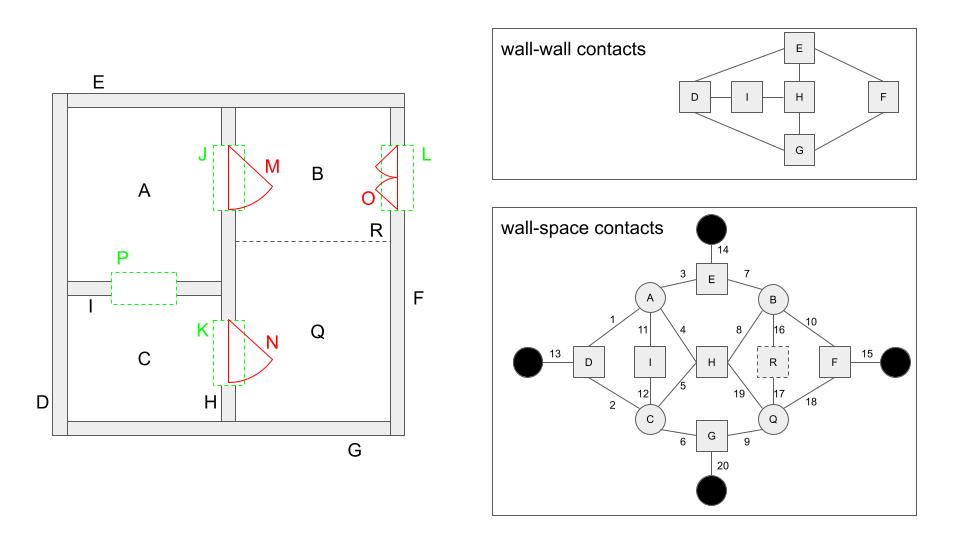 E
J
M
B
L
A
O
R
P
I
F
K
N
Q
C
D
H
G
wall-wall contacts
E
D
I
H
F
G
wall-space contacts
14
E
3
7
A
B
1
11
4
8
16
10
13
D
I
H
R
F
15
2
12
5
19
17
18
C
Q
6
G
9
20